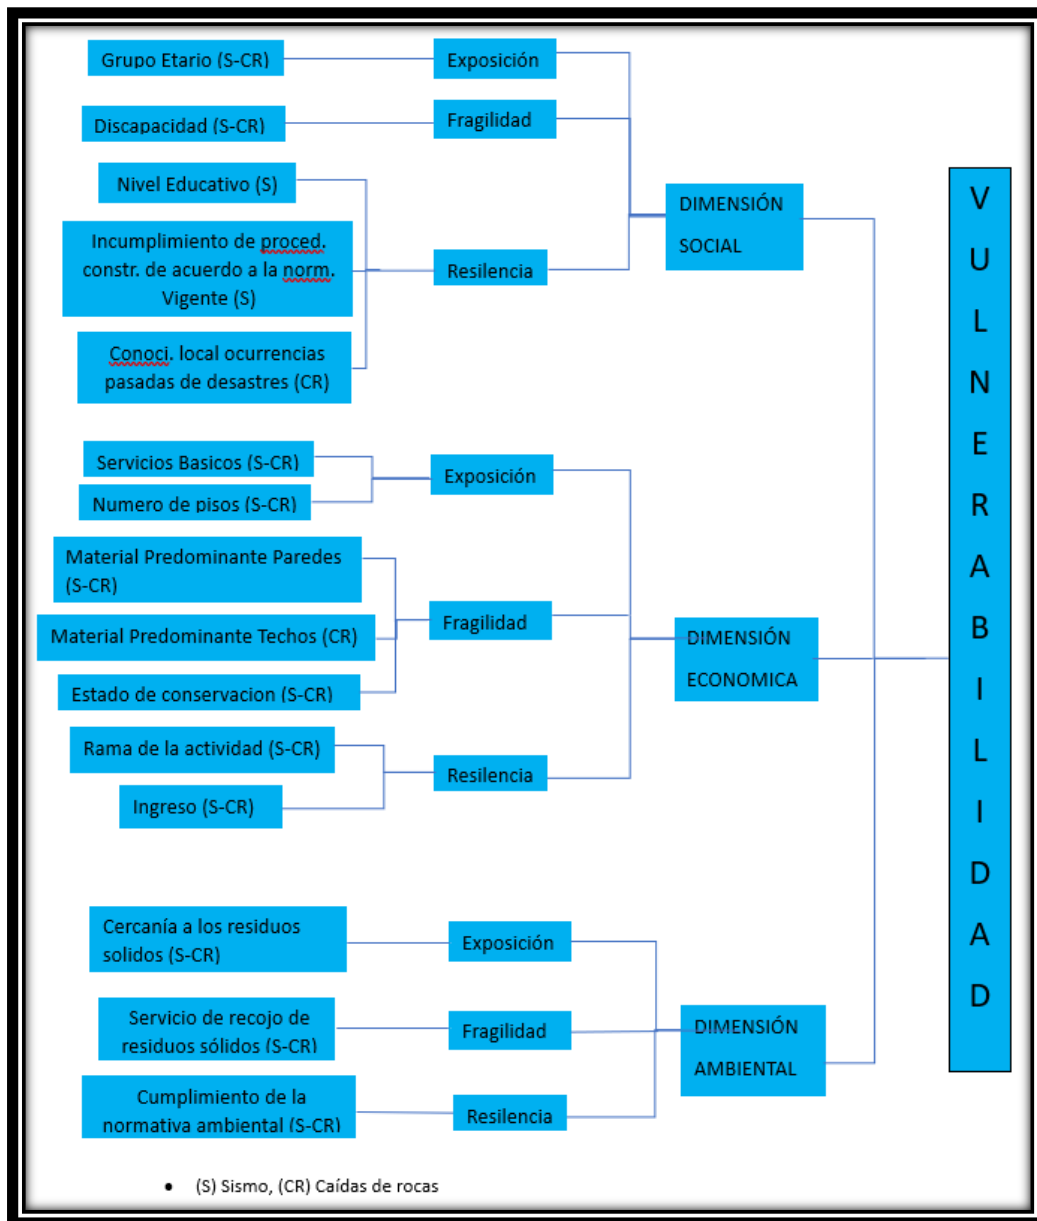 Grupo Etario (S-CR)
Exposición
Discapacidad (S-CR)
Fragilidad
Nivel Educativo (S)
Incumplimiento de proced.
constr. de acuerdo a la norm.
Vigente (S)
Resilencia
Conoci. local ocurrencias
pasadas de desastres (CR)
DIMENSIÓN
SOCIAL
Servicios Basicos (S-CR)
Numero de pisos (S-CR)
Exposición
Material Predominante Paredes
(S-CR)
Material Predominante Techos (CR)
Estado de conservacion (S-CR)
Fragilidad
Rama de la actividad (S-CR)
Ingreso (S-CR)
Resilencia
DIMENSIÓN
ECONOMICA
Cercanía a los residuos
solidos (S-CR)
Exposición
Servicio de recojo de
residuos sólidos (S-CR)
Fragilidad
Cumplimiento de la
normativa ambiental (S-CR)
Resilencia
DIMENSIÓN
AMBIENTAL
V
U
L
N
E
R
A
B
I
L
I
D
A
D
• (S) Sismo, (CR) Caídas de rocas